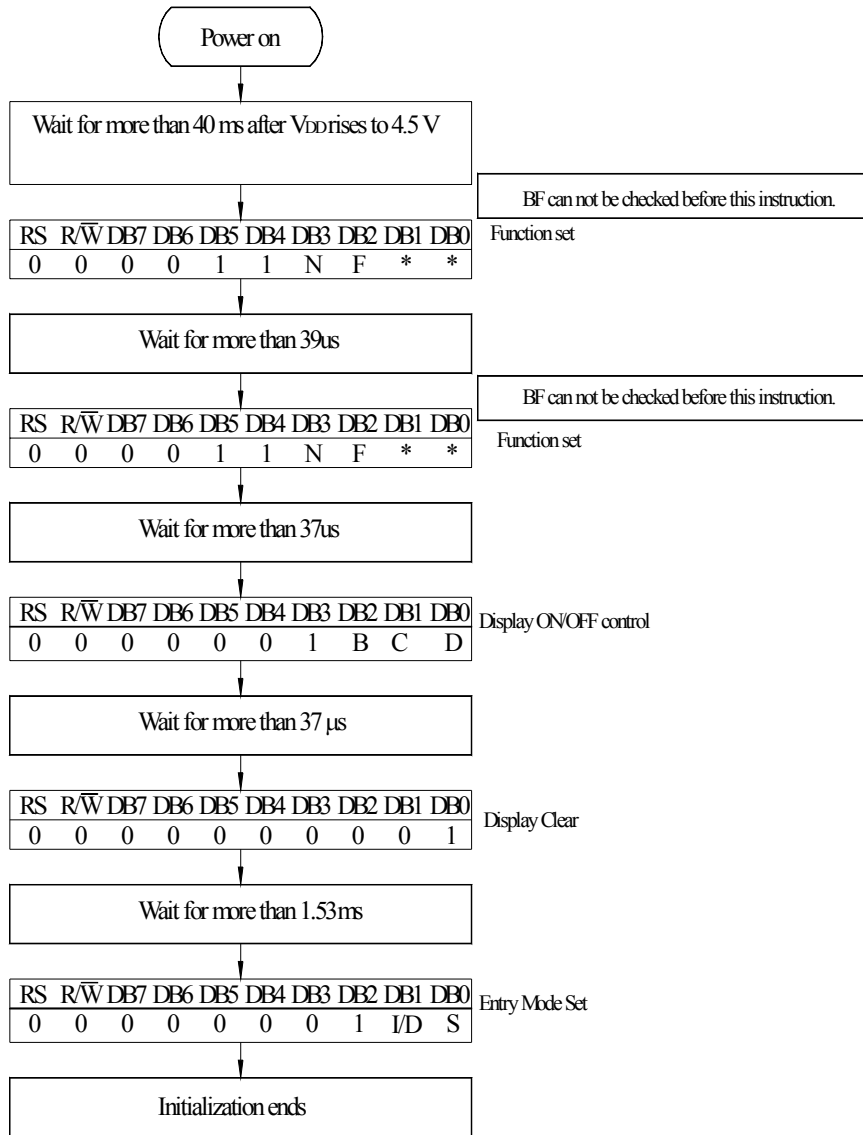 Power on
Wait for more than 40 ms after VDD rises to 4.5 V
BF can not be checked before this instruction.
RS R/W̅ DB7 DB6 DB5 DB4 DB3 DB2 DB1 DB0
Function set
0 0 0 0 1 1 N F * *
Wait for more than 39us
BF can not be checked before this instruction.
RS R/W̅ DB7 DB6 DB5 DB4 DB3 DB2 DB1 DB0
Function set
0 0 0 0 1 1 N F * *
Wait for more than 37us
RS R/W̅ DB7 DB6 DB5 DB4 DB3 DB2 DB1 DB0
Display ON/OFF control
0 0 0 0 0 0 1 B C D
Wait for more than 37 μs
RS R/W̅ DB7 DB6 DB5 DB4 DB3 DB2 DB1 DB0
Display Clear
0 0 0 0 0 0 0 0 0 1
Wait for more than 1.53ms
RS R/W̅ DB7 DB6 DB5 DB4 DB3 DB2 DB1 DB0
Entry Mode Set
0 0 0 0 0 0 0 1 I/D S
Initialization ends